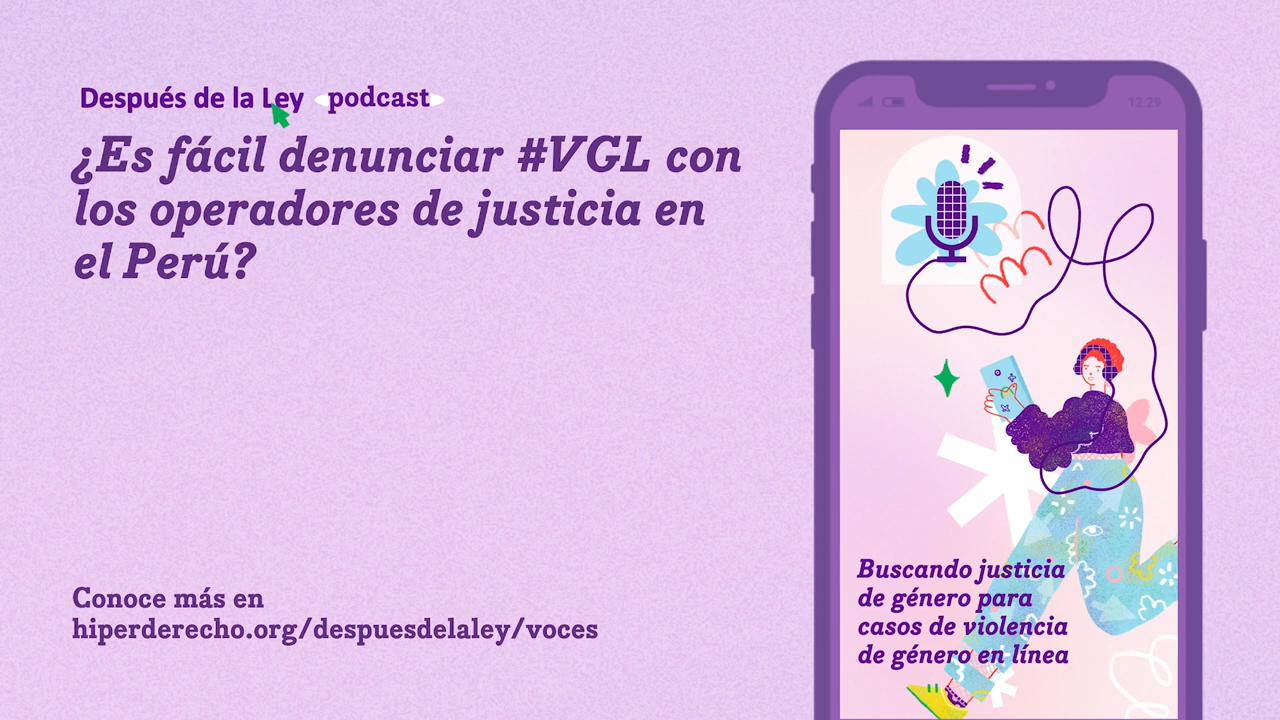 Después de la Ley podcast
¿Es fácil denunciar #VGL con
los operadores de justicia en
el Perú?
Conoce más en
hiperderecho.org/despuesdelaley/voces
12:29
Buscando justicia
de género para
casos de violencia
de género en línea